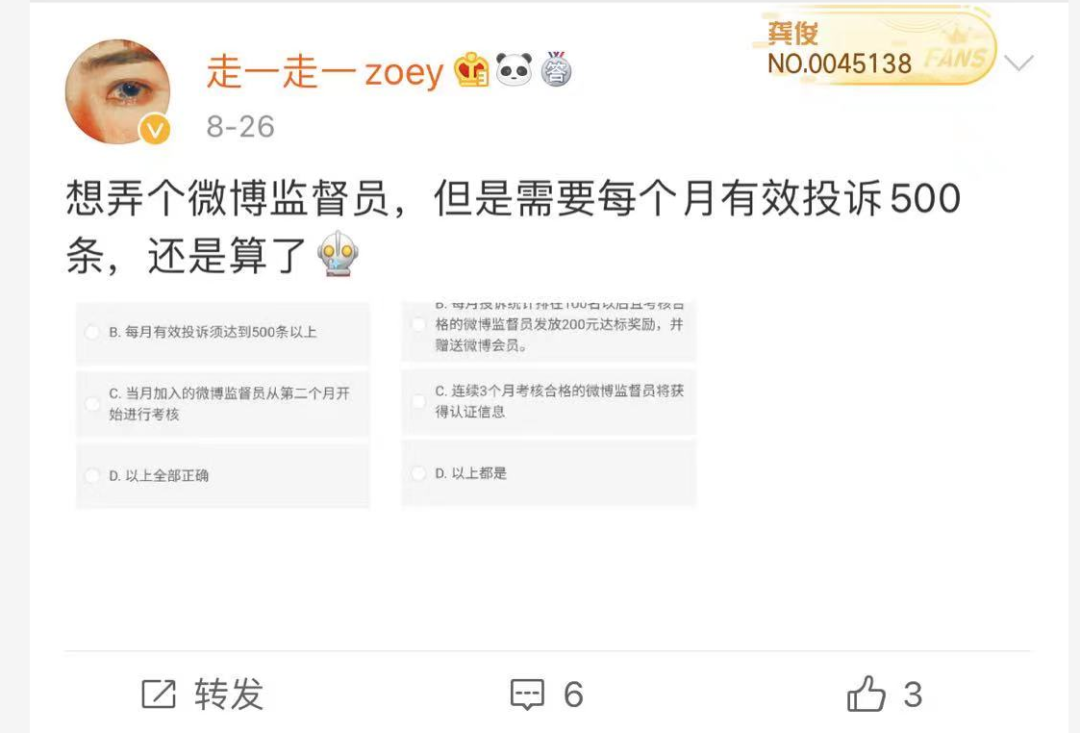 龚俊
NO.0045138 FANS
走一走一zoey
答
8-26
想弄个微博监督员，但是需要每个月有效投诉500
条，还是算了
B. 每月有效投诉须达到500条以上
C. 当月加入的微博监督员从第二个月开
始进行考核
D. 以上全部正确
B. 每月投诉统计排在100名以后且考核合
格的微博监督员发放200元达标奖励，并
赠送微博会员。
C. 连续3个月考核合格的微博监督员将获
得认证信息
D. 以上都是
转发
6
3